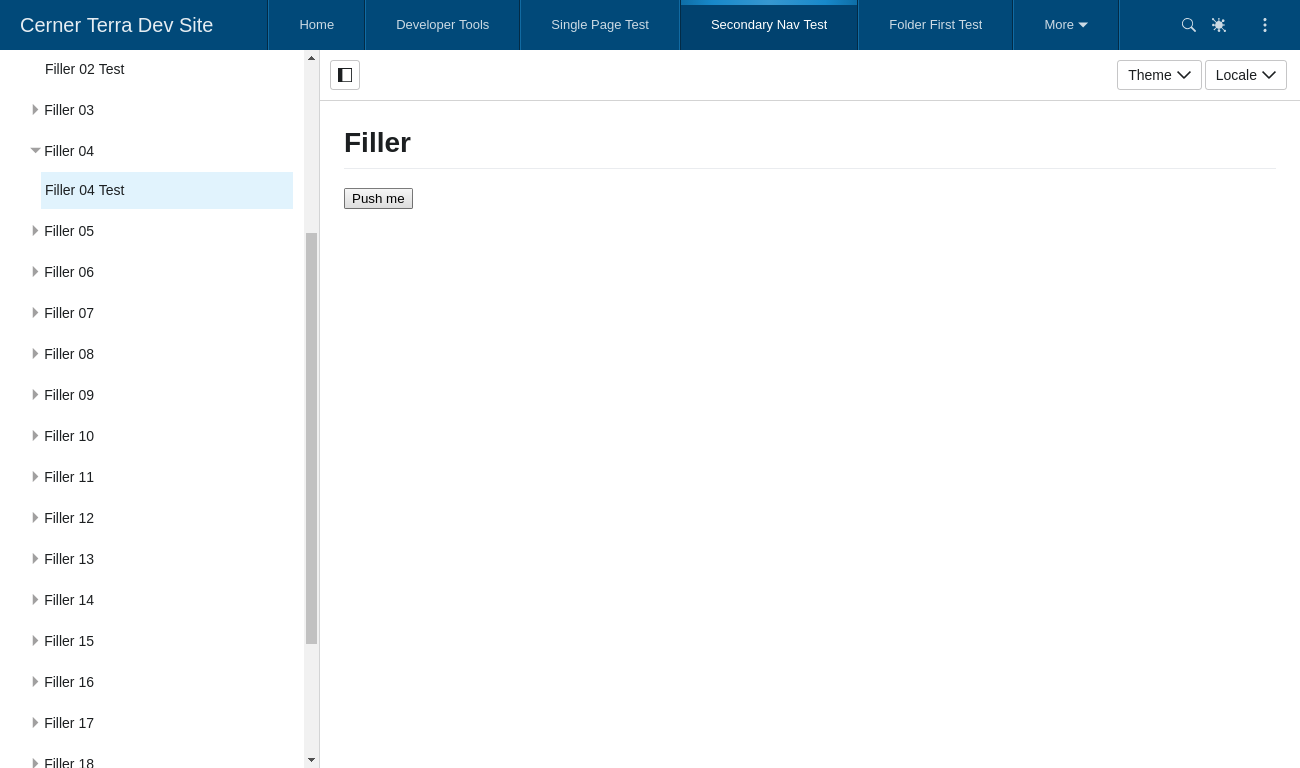 Cerner Terra Dev Site
Home
Developer Tools
Single Page Test
Secondary Nav Test
Folder First Test
More
Filler 02 Test
Filler 03
Filler 04
Filler 04 Test
Filler 05
Filler 06
Filler 07
Filler 08
Filler 09
Filler 10
Filler 11
Filler 12
Filler 13
Filler 14
Filler 15
Filler 16
Filler 17
Filler 18
Theme
Locale
Filler
Push me